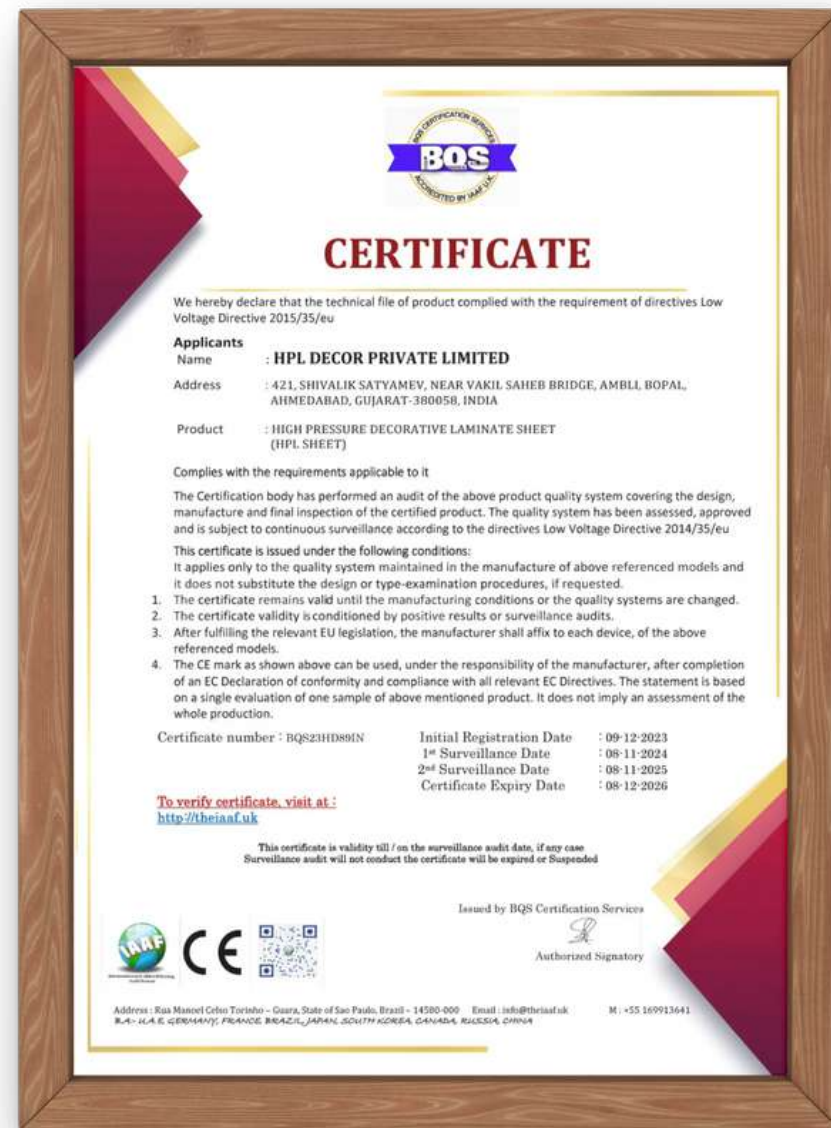 BQS CERTIFICATION SERVICES
BQS
ACCREDITED BY IAAF U.K
CERTIFICATE
We hereby declare that the technical file of product complied with the requirement of directives Low
Voltage Directive 2015/35/eu
Applicants
Name : HPL DECOR PRIVATE LIMITED
Address : 421, SHIVALIK SATYAMEV, NEAR VAKIL SAHEB BRIDGE, AMBLI, BOPAL,
AHMEDABAD, GUJARAT-380058, INDIA
Product : HIGH PRESSURE DECORATIVE LAMINATE SHEET
(HPL SHEET)
Complies with the requirements applicable to it
The Certification body has performed an audit of the above product quality system covering the design,
manufacture and final inspection of the certified product. The quality system has been assessed, approved
and is subject to continuous surveillance according to the directives Low Voltage Directive 2014/35/eu
This certificate is issued under the following conditions:
It applies only to the quality system maintained in the manufacture of above referenced models and
it does not substitute the design or type-examination procedures, if requested.
1. The certificate remains valid until the manufacturing conditions or the quality systems are changed.
2. The certificate validity is conditioned by positive results or surveillance audits.
3. After fulfilling the relevant EU legislation, the manufacturer shall affix to each device, of the above
referenced models.
4. The CE mark as shown above can be used, under the responsibility of the manufacturer, after completion
of an EC Declaration of conformity and compliance with all relevant EC Directives. The statement is based
on a single evaluation of one sample of above mentioned product. It does not imply an assessment of the
whole production.
Certificate number : BQS23HD89IN
Initial Registration Date : 09-12-2023
1st Surveillance Date : 08-11-2024
2nd Surveillance Date : 08-11-2025
Certificate Expiry Date : 08-12-2026
To verify certificate, visit at :
http://theiaaf.uk
This certificate is validity till / on the surveillance audit date, if any case
Surveillance audit will not conduct the certificate will be expired or Suspended
Issued by BQS Certification Services
Authorized Signatory
IAAF
CE
Address : Rua Manoel Celso Torinho – Guara, State of Sao Paulo, Brazil – 14580-000 Email : info@theiaaf.uk M : +55 169913641
B.A:- U.A.E, GERMANY, FRANCE, BRAZIL, JAPAN, SOUTH KOREA, CANADA, RUSSIA, CHINA